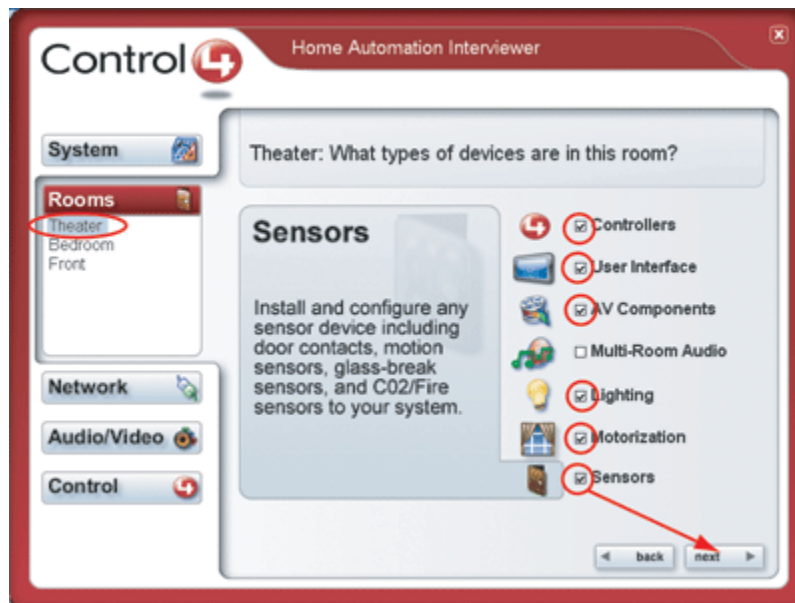 Control4
Home Automation Interviewer
System
Rooms
Theater
Bedroom
Front
Network
Audio/Video
Control
Theater: What types of devices are in this room?
Sensors
Install and configure any
sensor device including
door contacts, motion
sensors, glass-break
sensors, and C02/Fire
sensors to your system.
Controllers
User Interface
AV Components
Multi-Room Audio
Lighting
Motorization
Sensors
back
next